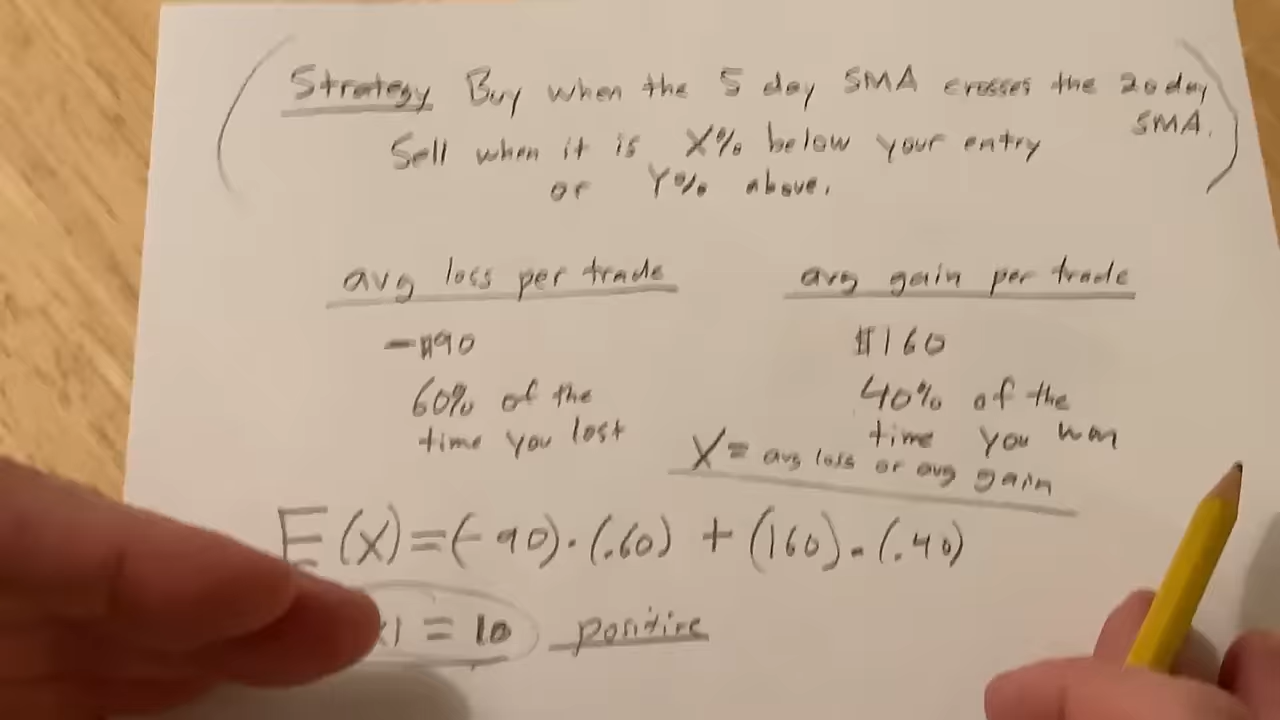 Strategy Buy when the 5 day SMA crosses the 20 day
SMA.
Sell when it is X% below your entry
or Y% above.
avg loss per trade
avg gain per trade
-$90
$160
60% of the
time you lost
40% of the
time you won
X = avg loss or avg gain
E(X) = (-90)·(.60) + (160)·(.40)
= 10 positive